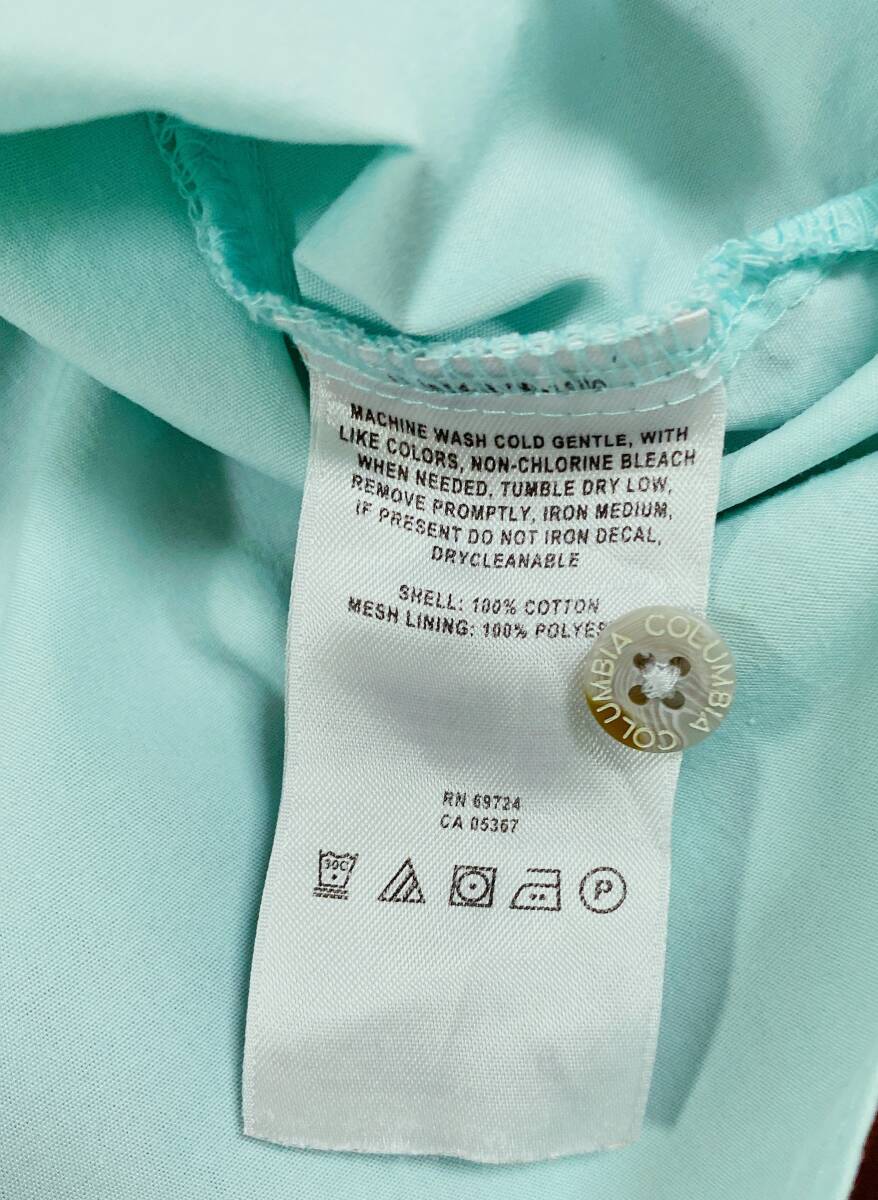 MACHINE WASH COLD GENTLE, WITH
LIKE COLORS, NON-CHLORINE BLEACH
WHEN NEEDED, TUMBLE DRY LOW,
REMOVE PROMPTLY, IRON MEDIUM,
IF PRESENT DO NOT IRON DECAL,
DRYCLEANABLE
SHELL: 100% COTTON
MESH LINING: 100%
COLUMBIA COLUMBIA
RN 69724
CA 05367
30C
P